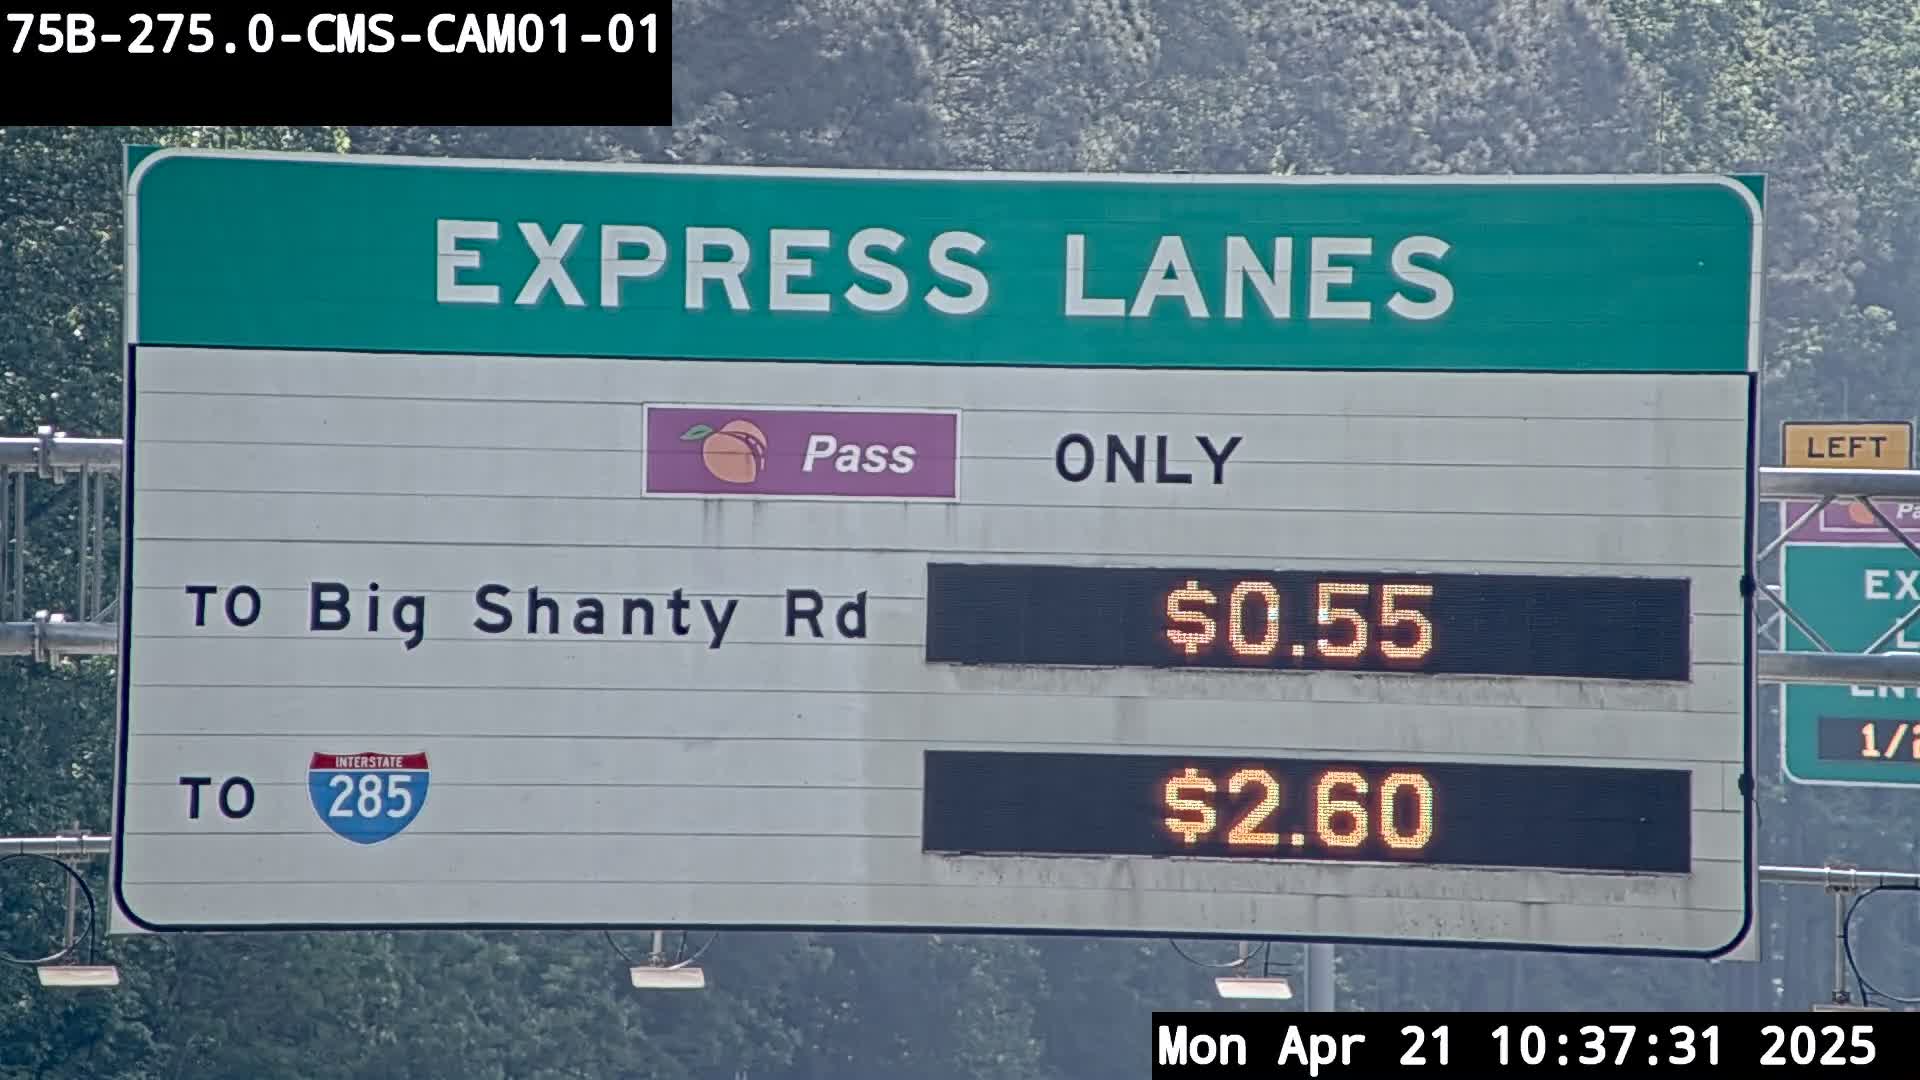 75B-275.0-CMS-CAM01-01
EXPRESS LANES
Pass ONLY
TO Big Shanty Rd $0.55
TO INTERSTATE 285 $2.60
LEFT
Mon Apr 21 10:37:31 2025